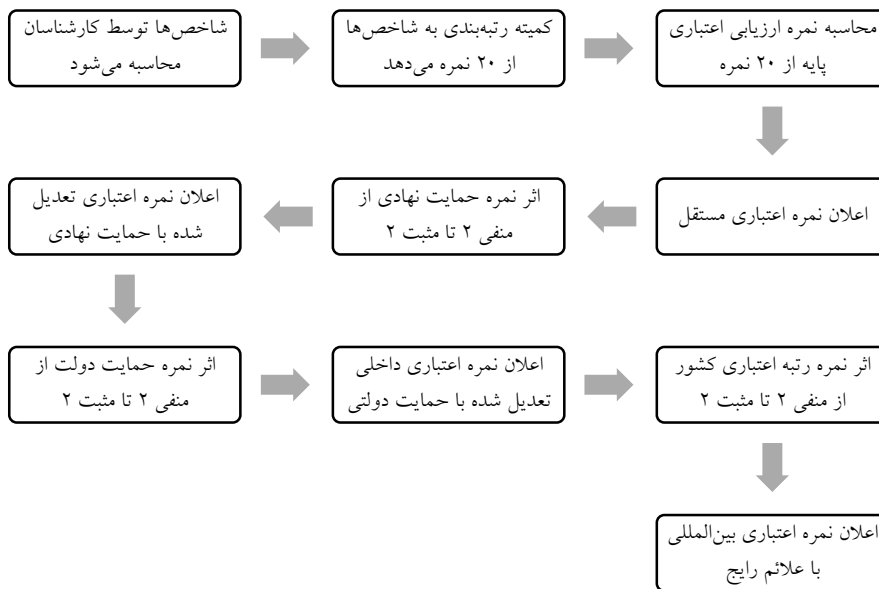 شاخص‌ها توسط کارشناسان
محاسبه می‌شود
کمیته رتبه‌بندی به شاخص‌ها
از ۲۰ نمره می‌دهد
محاسبه نمره ارزیابی اعتباری
پایه از ۲۰ نمره
اعلان نمره اعتباری مستقل
اثر نمره حمایت نهادی از
منفی ۲ تا مثبت ۲
اعلان نمره اعتباری تعدیل
شده با حمایت نهادی
اثر نمره حمایت دولت از
منفی ۲ تا مثبت ۲
اعلان نمره اعتباری داخلی
تعدیل شده با حمایت دولتی
اثر نمره رتبه اعتباری کشور
از منفی ۲ تا مثبت ۲
اعلان نمره اعتباری بین‌المللی
با علائم رایج